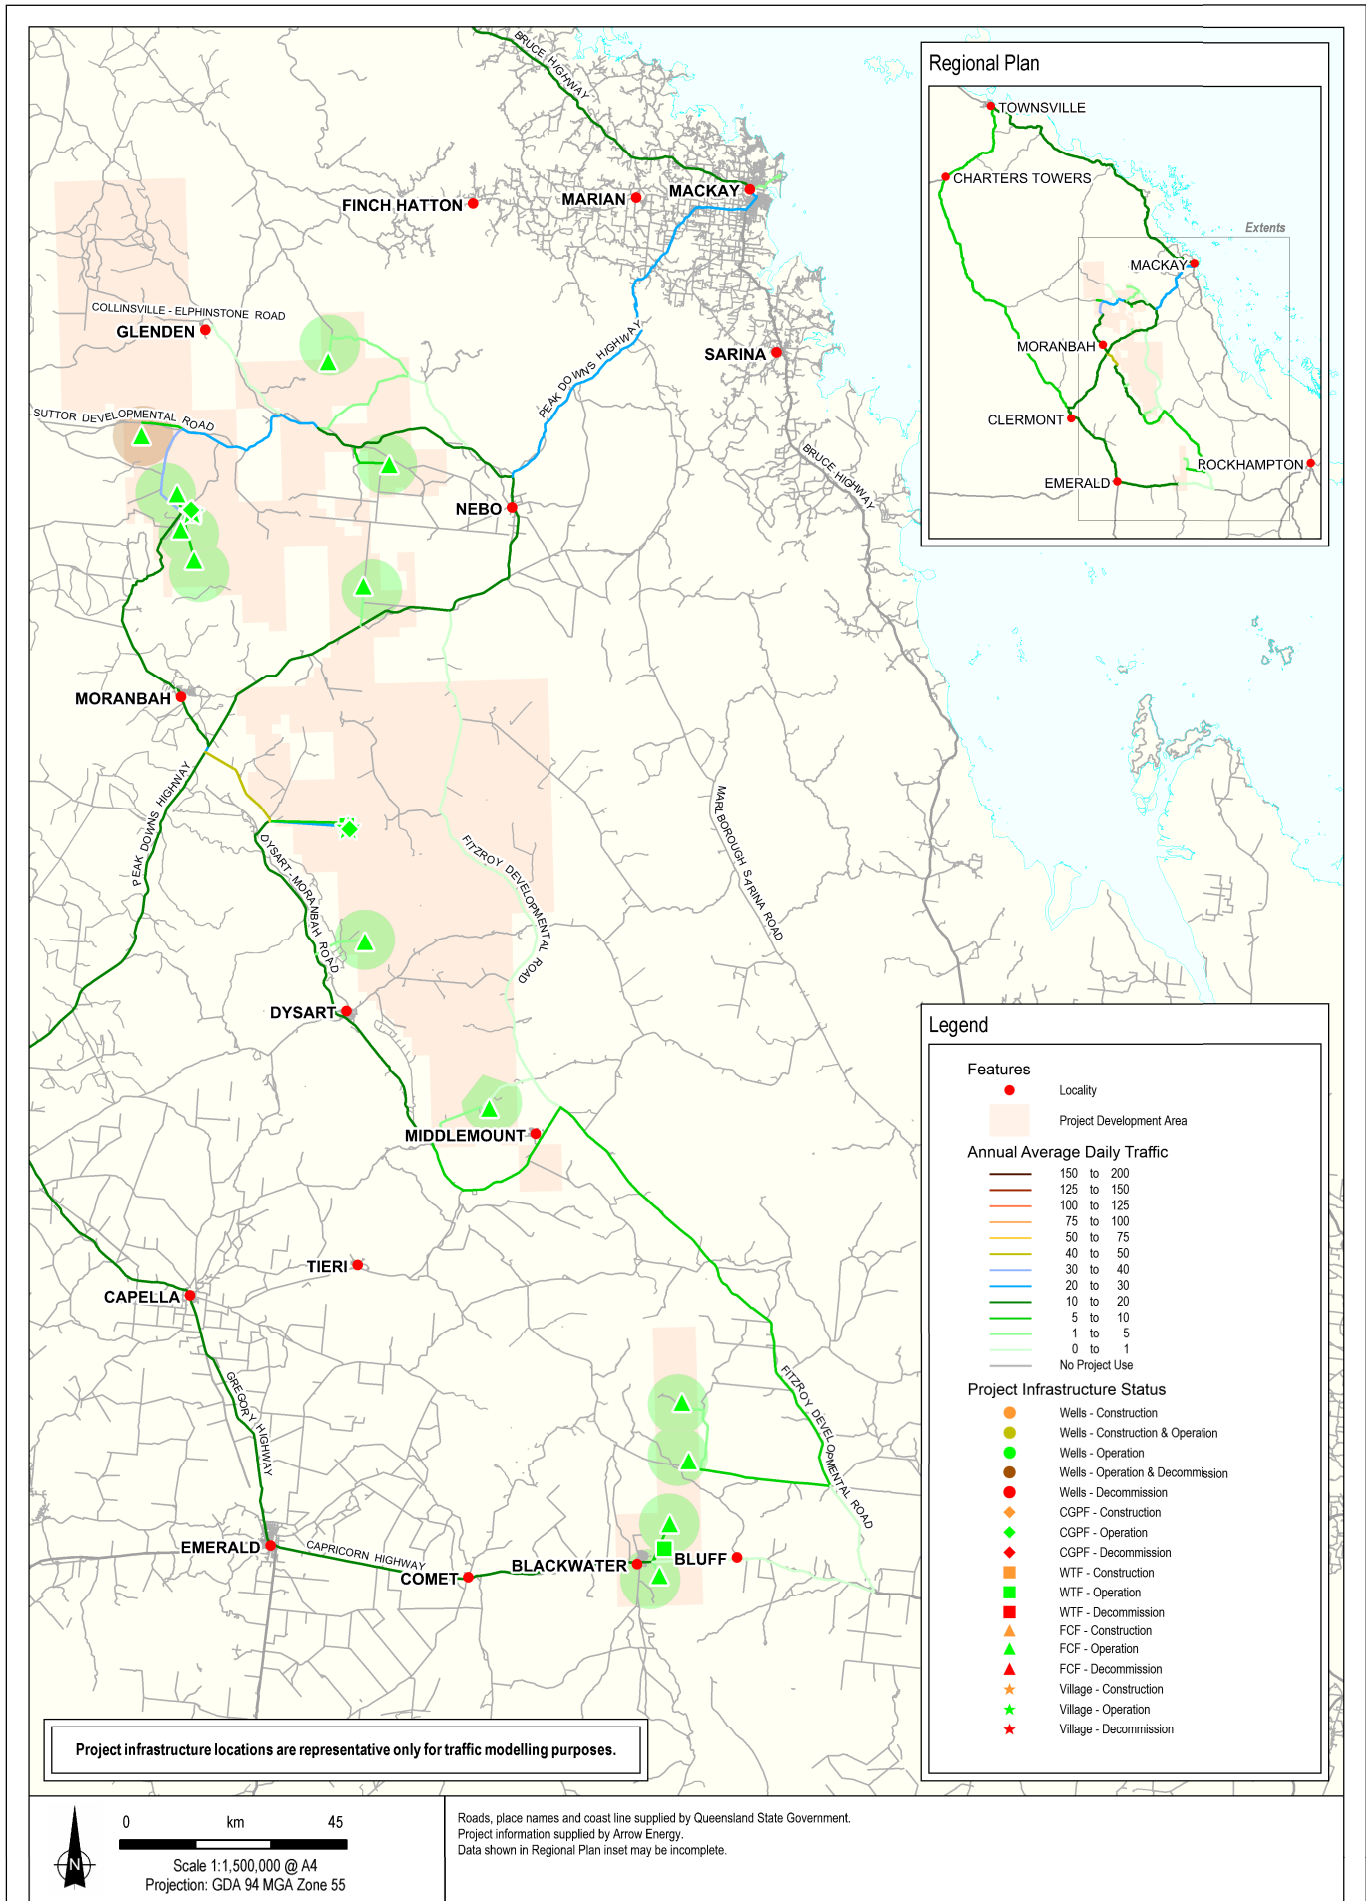 BRUCE HIGHWAY
FINCH HATTON
MARIAN
MACKAY
COLLINSVILLE - ELPHINSTONE ROAD
GLENDEN
SARINA
PEAK DOWNS HIGHWAY
SUTTOR DEVELOPMENTAL ROAD
BRUCE HIGHWAY
NEBO
MORANBAH
PEAK DOWNS HIGHWAY
DYSART-MORANBAH ROAD
FITZROY DEVELOPMENTAL ROAD
MARLBOROUGH SARINA ROAD
DYSART
MIDDLEMOUNT
TIERI
CAPELLA
GREGORY HIGHWAY
FITZROY DEVELOPMENTAL ROAD
EMERALD
CAPRICORN HIGHWAY
COMET
BLACKWATER
BLUFF
Regional Plan
TOWNSVILLE
CHARTERS TOWERS
Extents
MACKAY
MORANBAH
CLERMONT
ROCKHAMPTON
EMERALD
Legend
Features
Locality
Project Development Area
Annual Average Daily Traffic
150 to 200
125 to 150
100 to 125
75 to 100
50 to 75
40 to 50
30 to 40
20 to 30
10 to 20
5 to 10
1 to 5
0 to 1
No Project Use
Project Infrastructure Status
Wells - Construction
Wells - Construction & Operation
Wells - Operation
Wells - Operation & Decommission
Wells - Decommission
CGPF - Construction
CGPF - Operation
CGPF - Decommission
WTF - Construction
WTF - Operation
WTF - Decommission
FCF - Construction
FCF - Operation
FCF - Decommission
Village - Construction
Village - Operation
Village - Decommission
Project infrastructure locations are representative only for traffic modelling purposes.
N
0 km 45
Scale 1:1,500,000 @ A4
Projection: GDA 94 MGA Zone 55
Roads, place names and coast line supplied by Queensland State Government.
Project information supplied by Arrow Energy.
Data shown in Regional Plan inset may be incomplete.